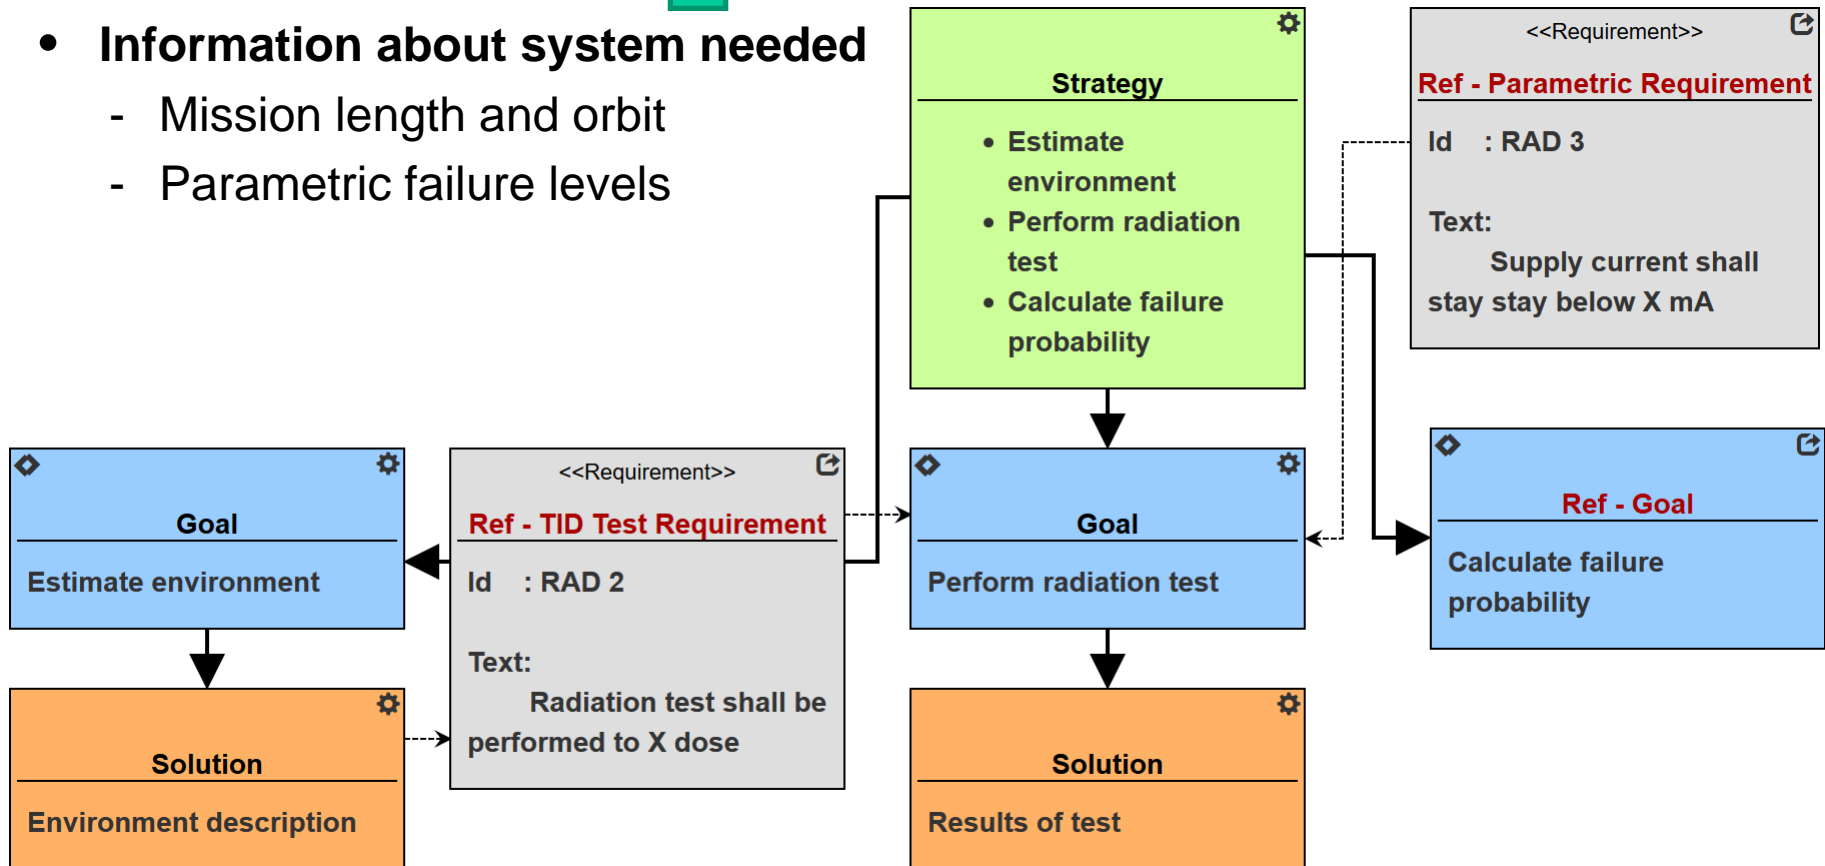 • Information about system needed
- Mission length and orbit
- Parametric failure levels
Strategy
• Estimate
environment
• Perform radiation
test
• Calculate failure
probability
<<Requirement>>
Ref - Parametric Requirement
Id : RAD 3
Text:
Supply current shall
stay stay below X mA
Goal
Estimate environment
<<Requirement>>
Ref - TID Test Requirement
Id : RAD 2
Text:
Radiation test shall be
performed to X dose
Goal
Perform radiation test
Ref - Goal
Calculate failure
probability
Solution
Environment description
Solution
Results of test